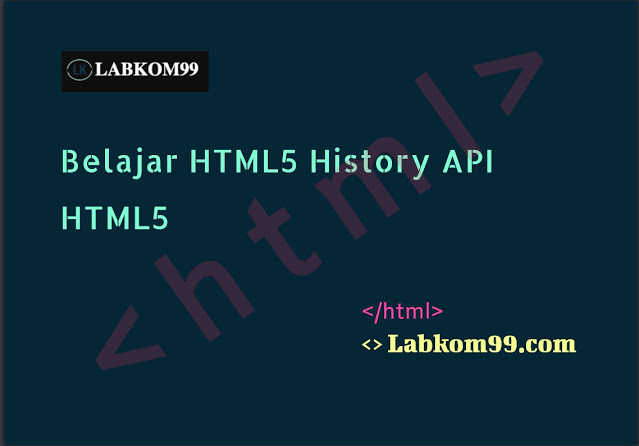 LK LABKOM99
Belajar HTML5 History API
HTML5
<html>
</html>
<> Labkom99.com